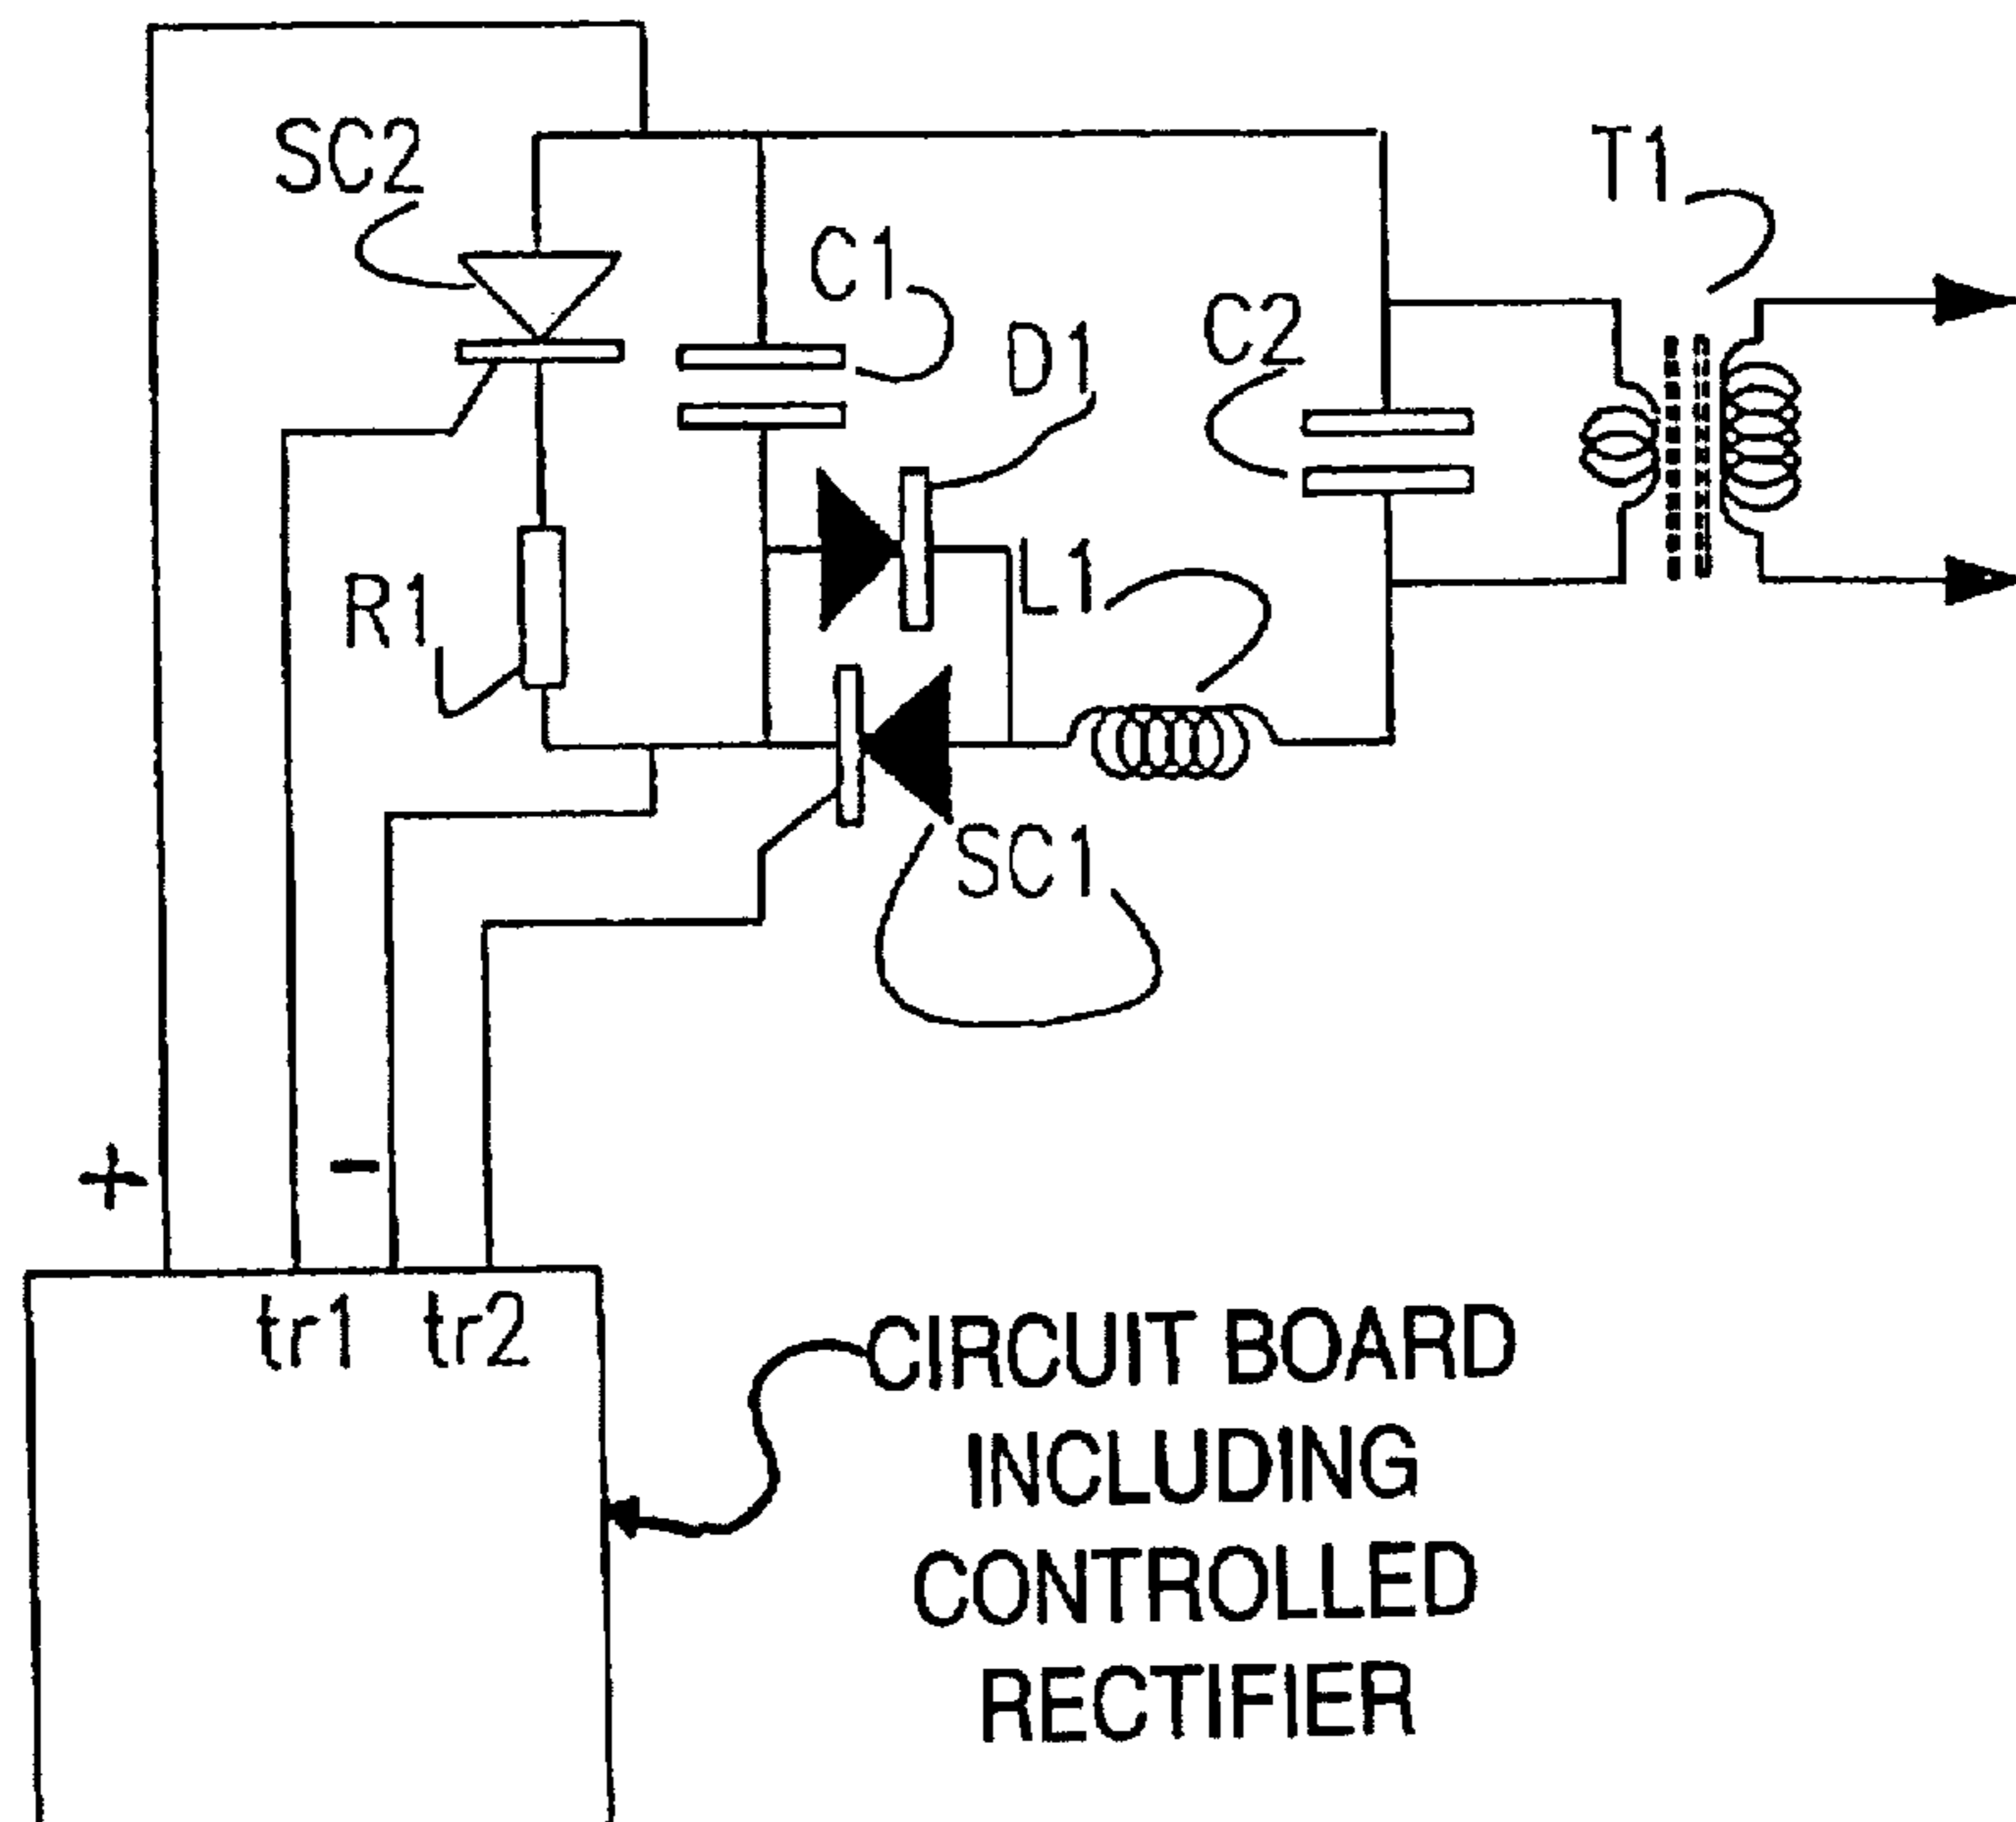 SC2
T1
C1
D1
C2
R1
L1
SC1
+
-
tr1 tr2
CIRCUIT BOARD
INCLUDING
CONTROLLED
RECTIFIER